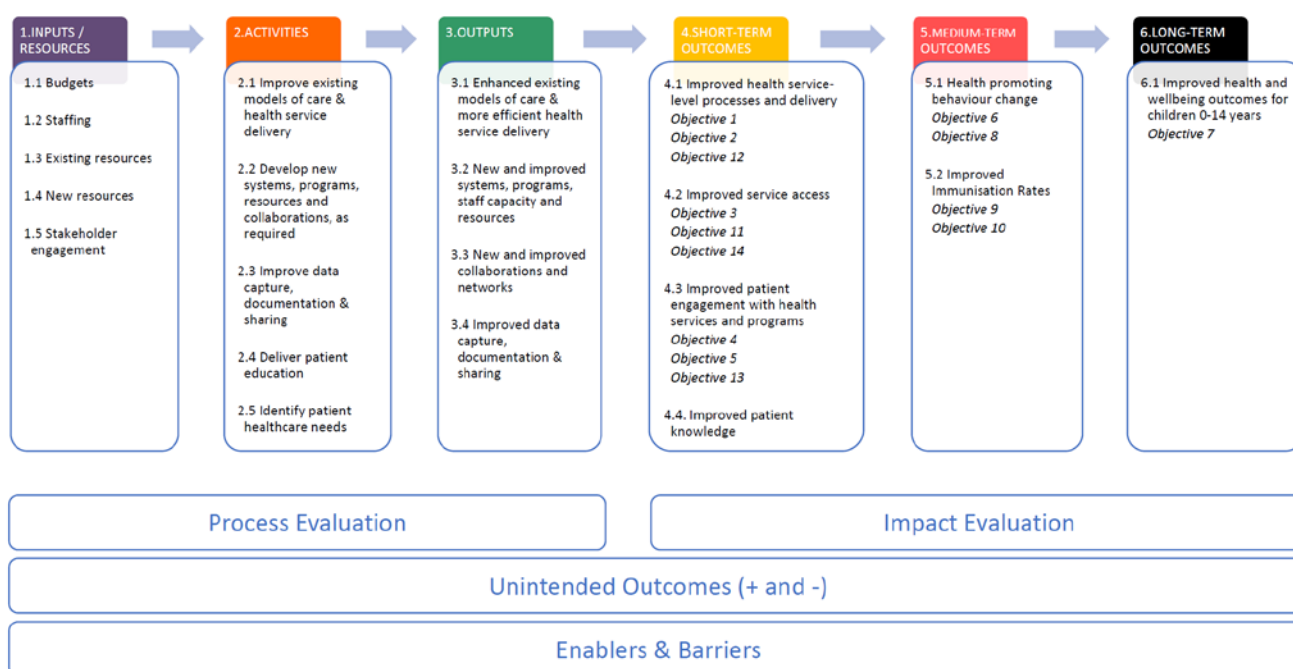 1.INPUTS /
RESOURCES
1.1 Budgets
1.2 Staffing
1.3 Existing resources
1.4 New resources
1.5 Stakeholder
engagement
2.ACTIVITIES
2.1 Improve existing
models of care &
health service
delivery
2.2 Develop new
systems, programs,
resources and
collaborations, as
required
2.3 Improve data
capture,
documentation &
sharing
2.4 Deliver patient
education
2.5 Identify patient
healthcare needs
3.OUTPUTS
3.1 Enhanced existing
models of care &
more efficient health
service delivery
3.2 New and improved
systems, programs,
staff capacity and
resources
3.3 New and improved
collaborations and
networks
3.4 Improved data
capture,
documentation &
sharing
4.SHORT-TERM
OUTCOMES
4.1 Improved health service-
level processes and delivery
Objective 1
Objective 2
Objective 12
4.2 Improved service access
Objective 3
Objective 11
Objective 14
4.3 Improved patient
engagement with health
services and programs
Objective 4
Objective 5
Objective 13
4.4. Improved patient
knowledge
5.MEDIUM-TERM
OUTCOMES
5.1 Health promoting
behaviour change
Objective 6
Objective 8
5.2 Improved
Immunisation Rates
Objective 9
Objective 10
6.LONG-TERM
OUTCOMES
6.1 Improved health and
wellbeing outcomes for
children 0-14 years
Objective 7
Process Evaluation
Impact Evaluation
Unintended Outcomes (+ and -)
Enablers & Barriers